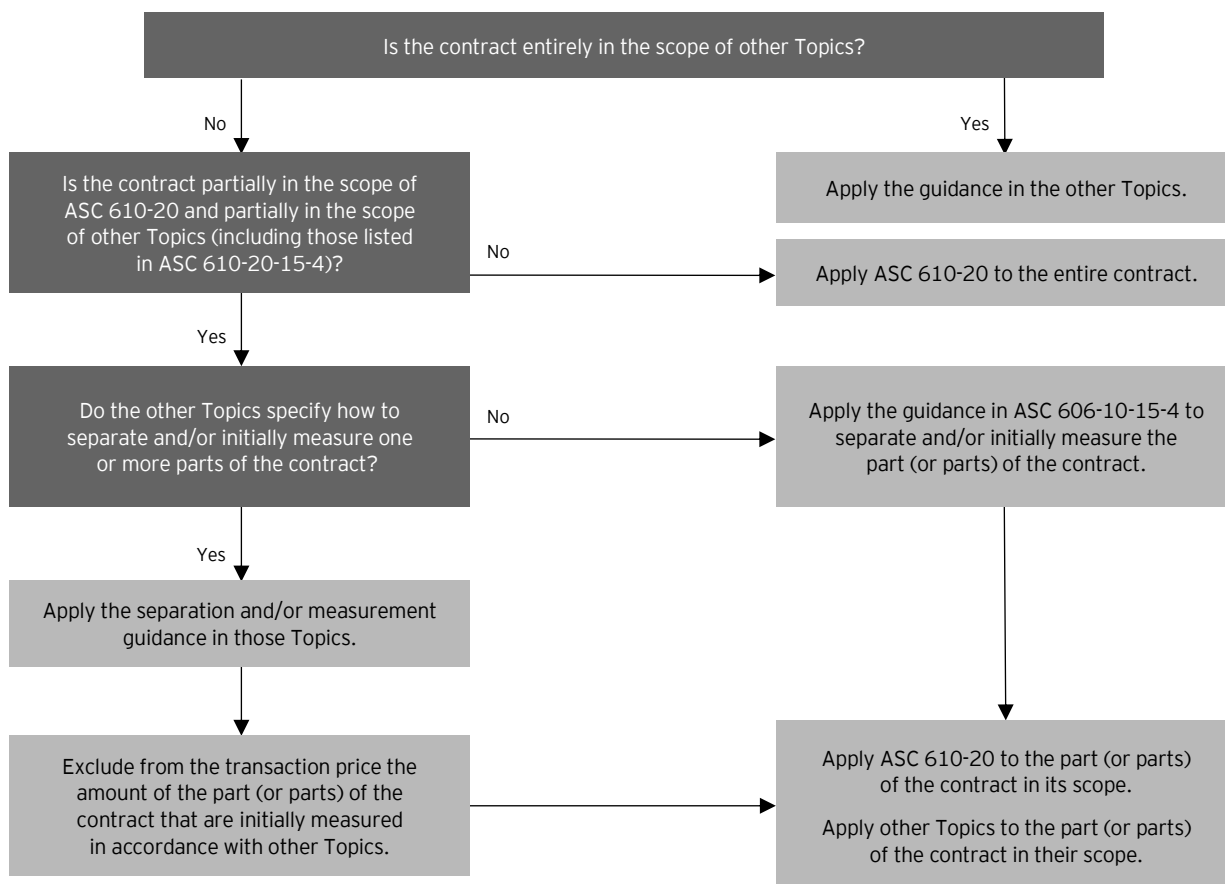 Is the contract entirely in the scope of other Topics?
No
Yes
Is the contract partially in the scope of
ASC 610-20 and partially in the scope
of other Topics (including those listed
in ASC 610-20-15-4)?
Apply the guidance in the other Topics.
No
Apply ASC 610-20 to the entire contract.
Yes
Do the other Topics specify how to
separate and/or initially measure one
or more parts of the contract?
No
Apply the guidance in ASC 606-10-15-4 to
separate and/or initially measure the
part (or parts) of the contract.
Yes
Apply the separation and/or measurement
guidance in those Topics.
Exclude from the transaction price the
amount of the part (or parts) of the
contract that are initially measured
in accordance with other Topics.
Apply ASC 610-20 to the part (or parts)
of the contract in its scope.
Apply other Topics to the part (or parts)
of the contract in their scope.